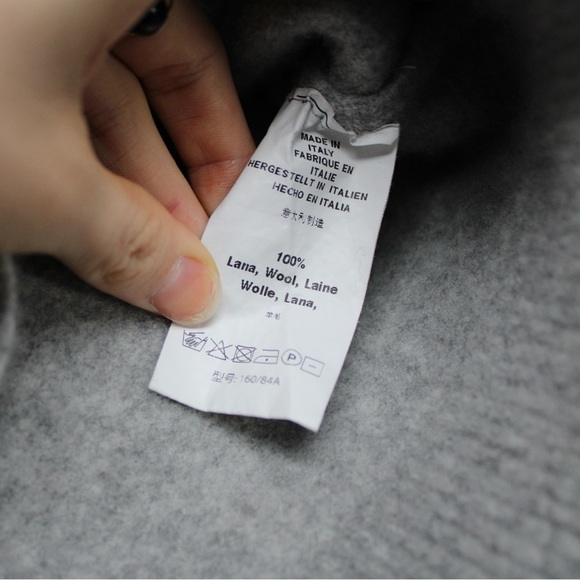 MADE IN
ITALY
FABRIQUE EN
ITALIE
HERGESTELLT IN ITALIEN
HECHO EN ITALIA
意大利制造
100%
Lana, Wool, Laine
Wolle, Lana,
羊毛
P
型号: 160/84A